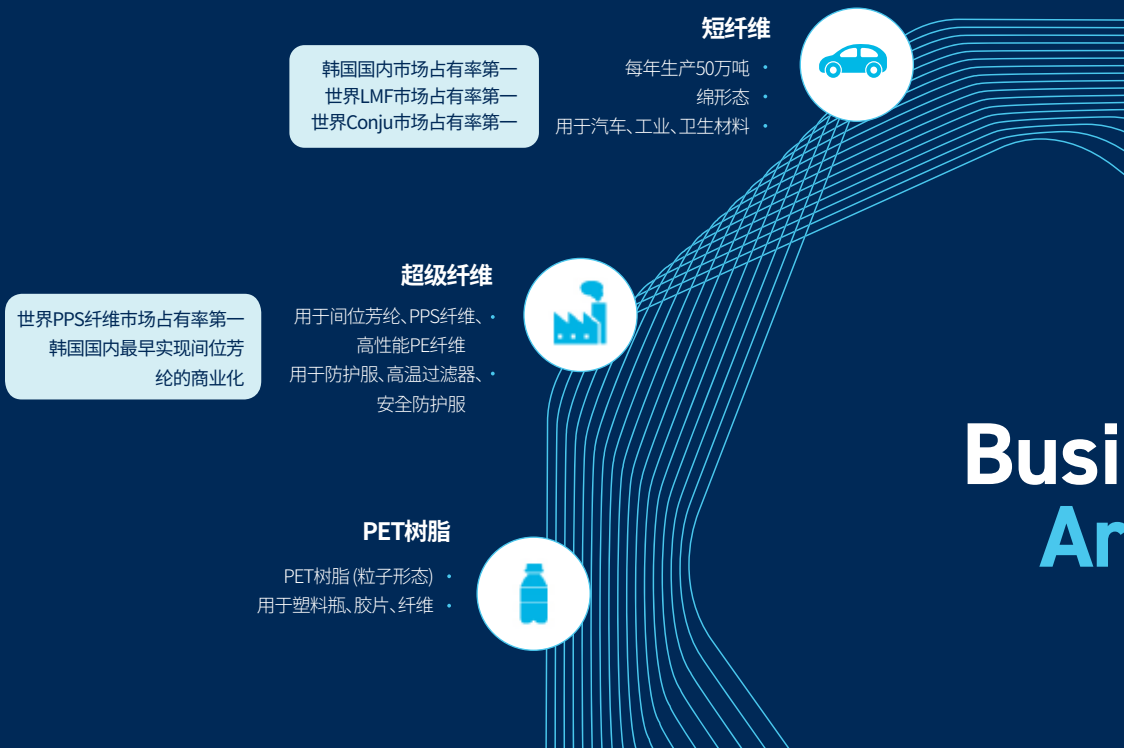 短纤维
每年生产50万吨 •
绵形态 •
用于汽车、工业、卫生材料 •
韩国国内市场占有率第一
世界LMF市场占有率第一
世界Conju市场占有率第一
超级纤维
用于间位芳纶、PPS纤维、 •
高性能PE纤维
用于防护服、高温过滤器、 •
安全防护服
世界PPS纤维市场占有率第一
韩国国内最早实现间位芳
纶的商业化
PET树脂
PET树脂 (粒子形态) •
用于塑料瓶、胶片、纤维 •
Busi
Ar